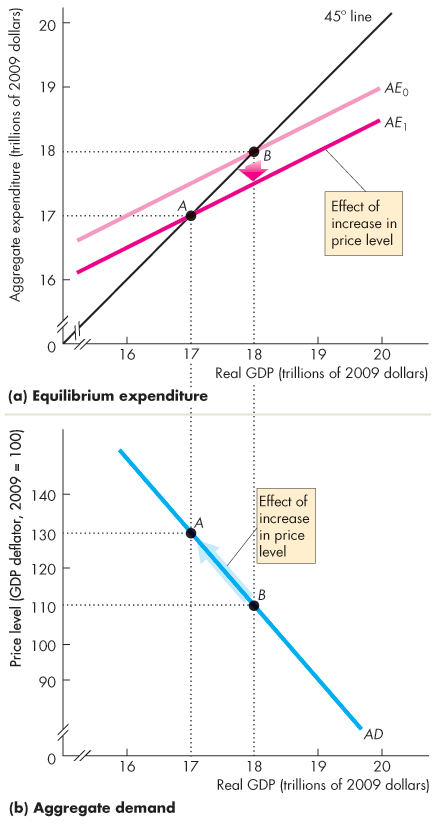 Aggregate expenditure (trillions of 2009 dollars)
45° line
20
19
18
17
16
0
AE0
AE1
B
A
Effect of
increase in
price level
16
17
18
19
20
Real GDP (trillions of 2009 dollars)
(a) Equilibrium expenditure
Price level (GDP deflator, 2009 = 100)
140
130
120
110
100
90
0
A
Effect of
increase
in price
level
B
AD
16
17
18
19
20
Real GDP (trillions of 2009 dollars)
(b) Aggregate demand